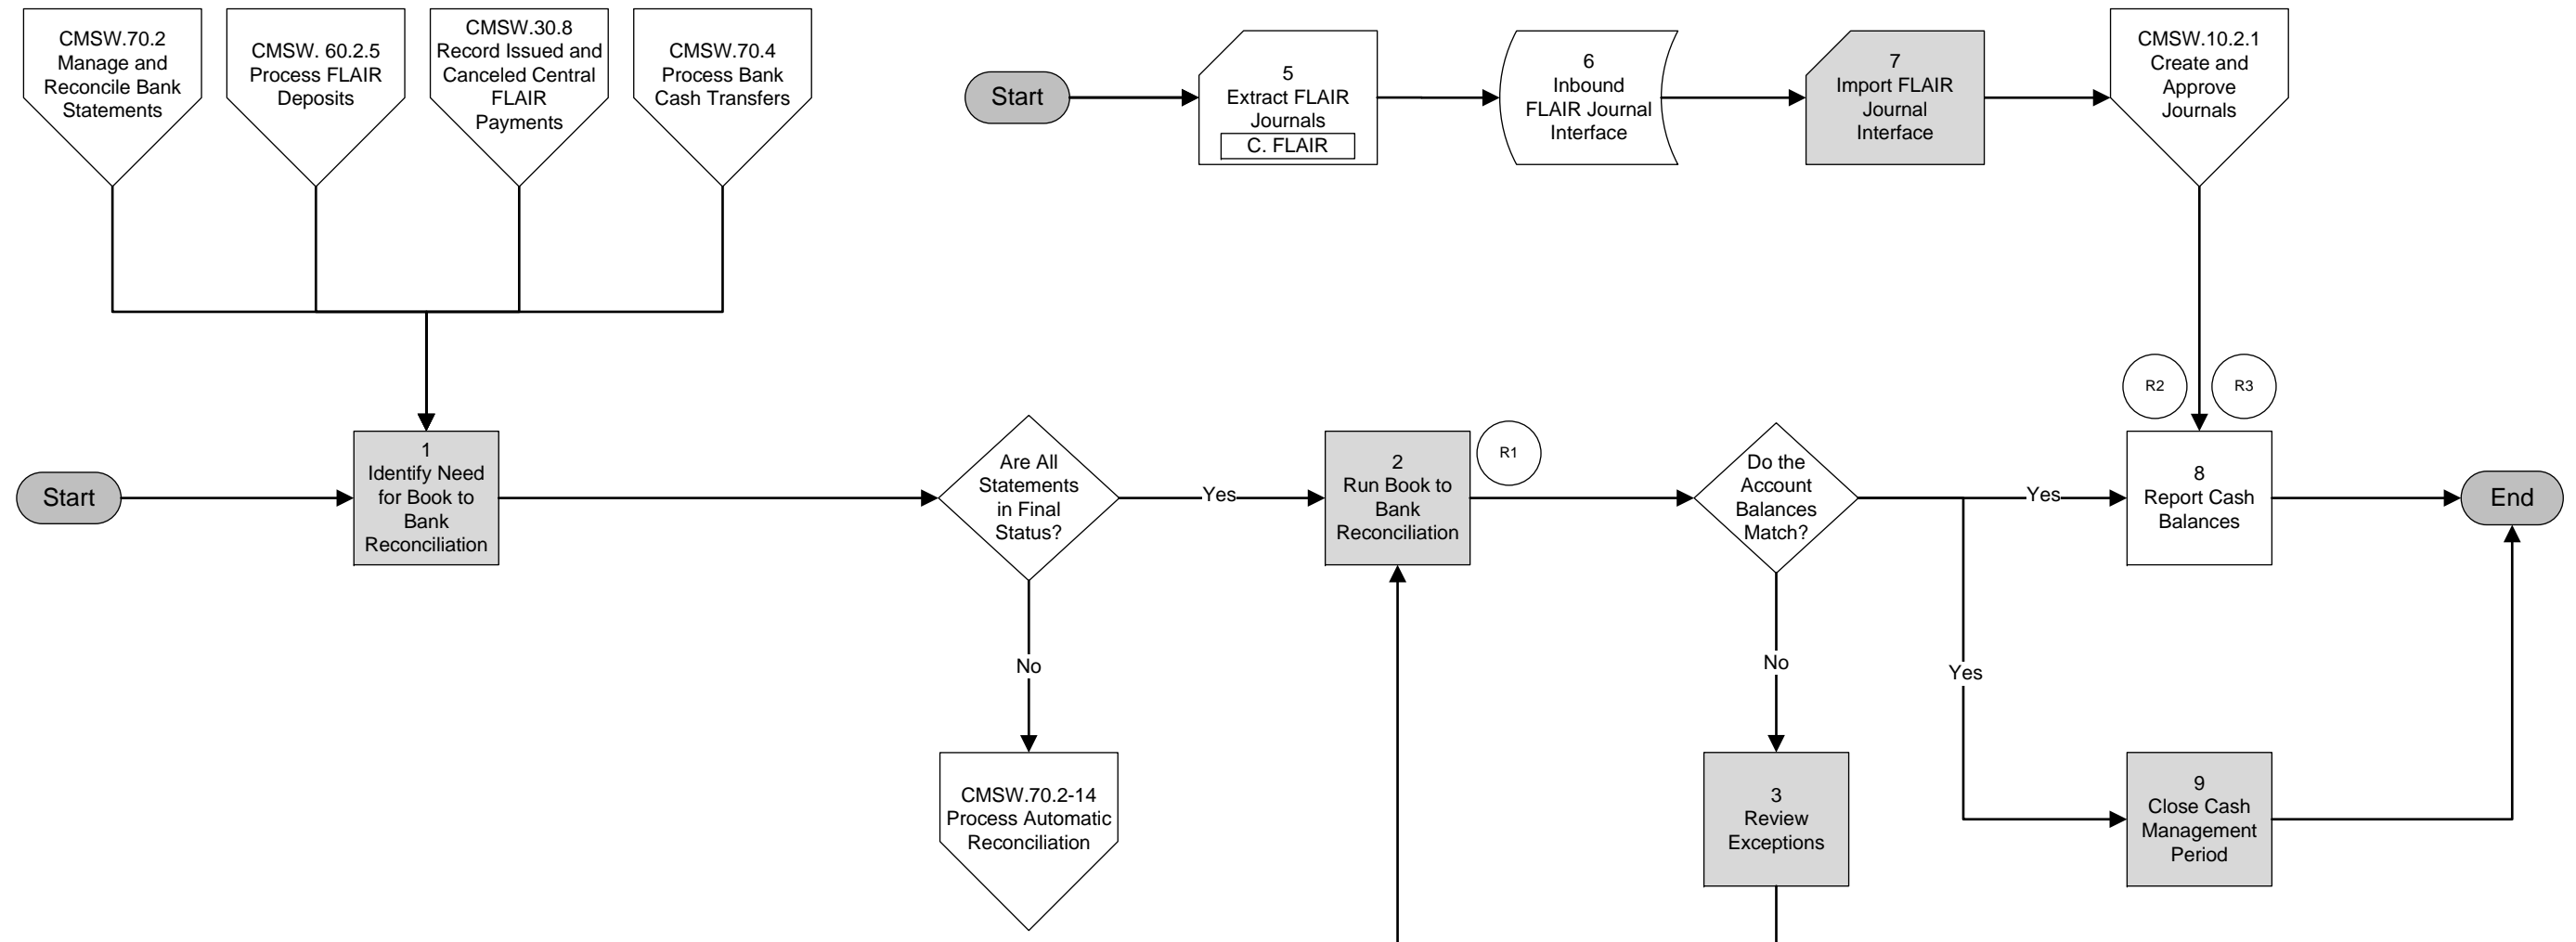 CMSW.70.2
Manage and
Reconcile Bank
Statements
CMSW. 60.2.5
Process FLAIR
Deposits
CMSW.30.8
Record Issued and
Canceled Central
FLAIR
Payments
CMSW.70.4
Process Bank
Cash Transfers
Start
5
Extract FLAIR
Journals
C. FLAIR
6
Inbound
FLAIR Journal
Interface
7
Import FLAIR
Journal
Interface
CMSW.10.2.1
Create and
Approve
Journals
R2
R3
Start
1
Identify Need
for Book to
Bank
Reconciliation
Are All
Statements
in Final
Status?
Yes
2
Run Book to
Bank
Reconciliation
R1
Do the
Account
Balances
Match?
Yes
8
Report Cash
Balances
End
No
No
Yes
CMSW.70.2-14
Process Automatic
Reconciliation
3
Review
Exceptions
9
Close Cash
Management
Period